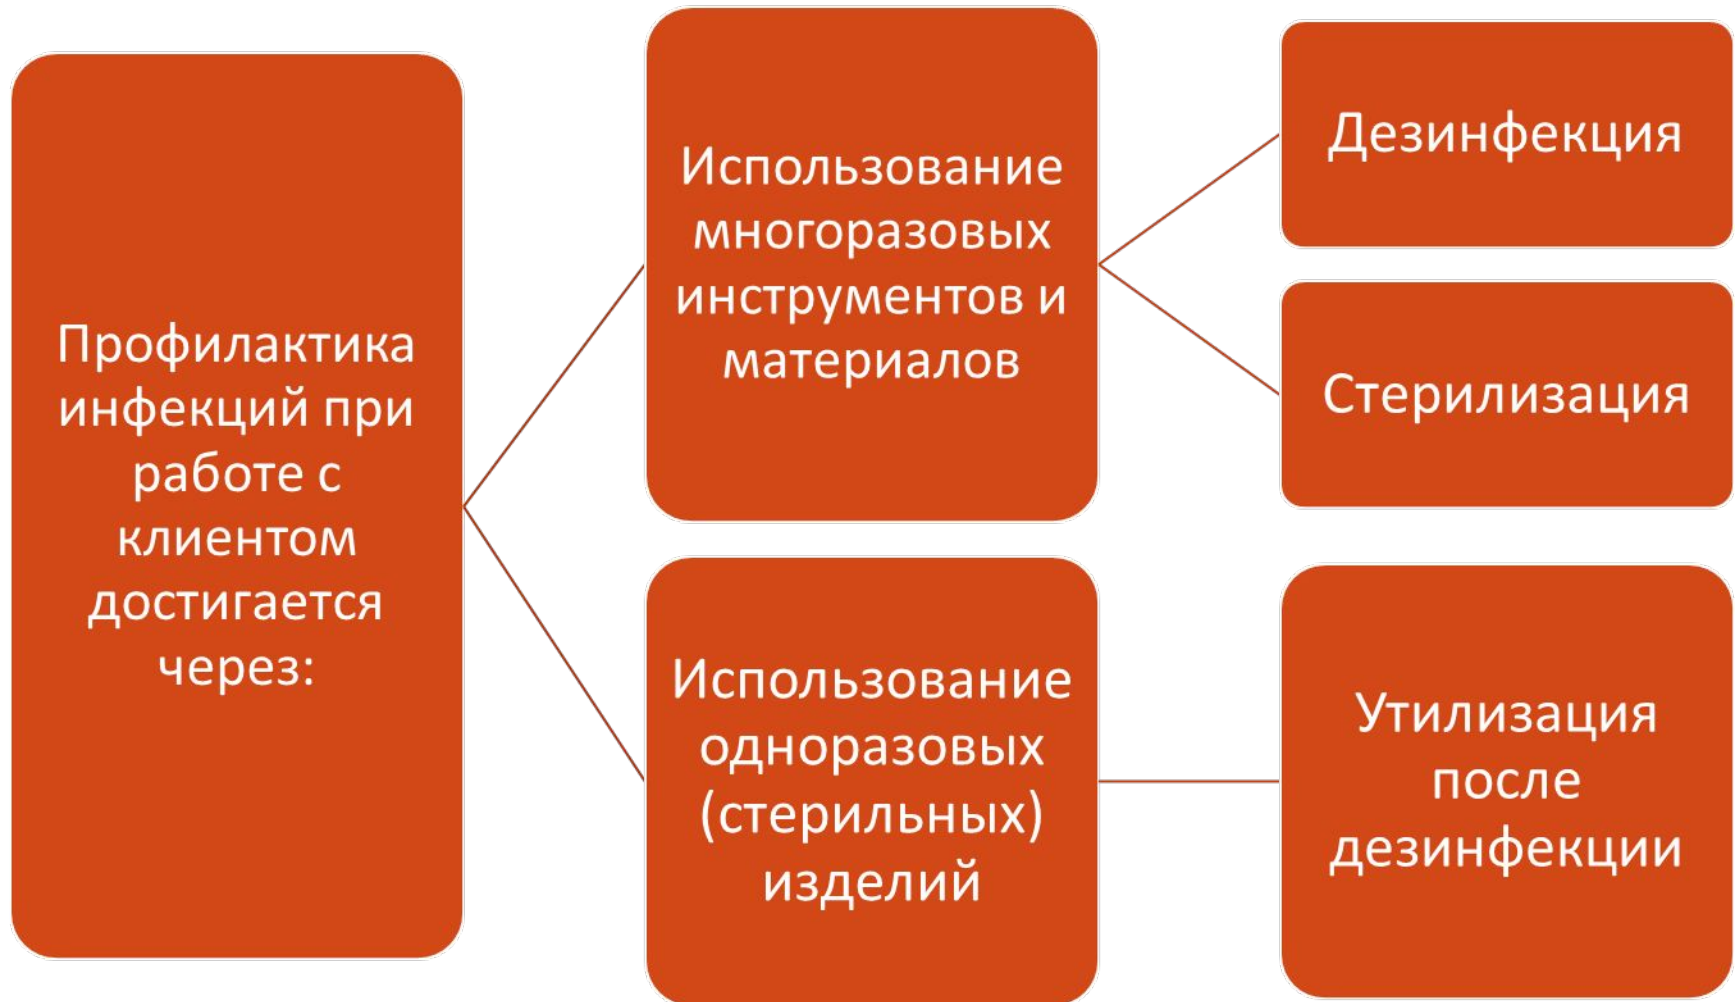 Профилактика
инфекций при
работе с
клиентом
достигается
через:
Использование
многоразовых
инструментов и
материалов
Дезинфекция
Стерилизация
Использование
одноразовых
(стерильных)
изделий
Утилизация
после
дезинфекции